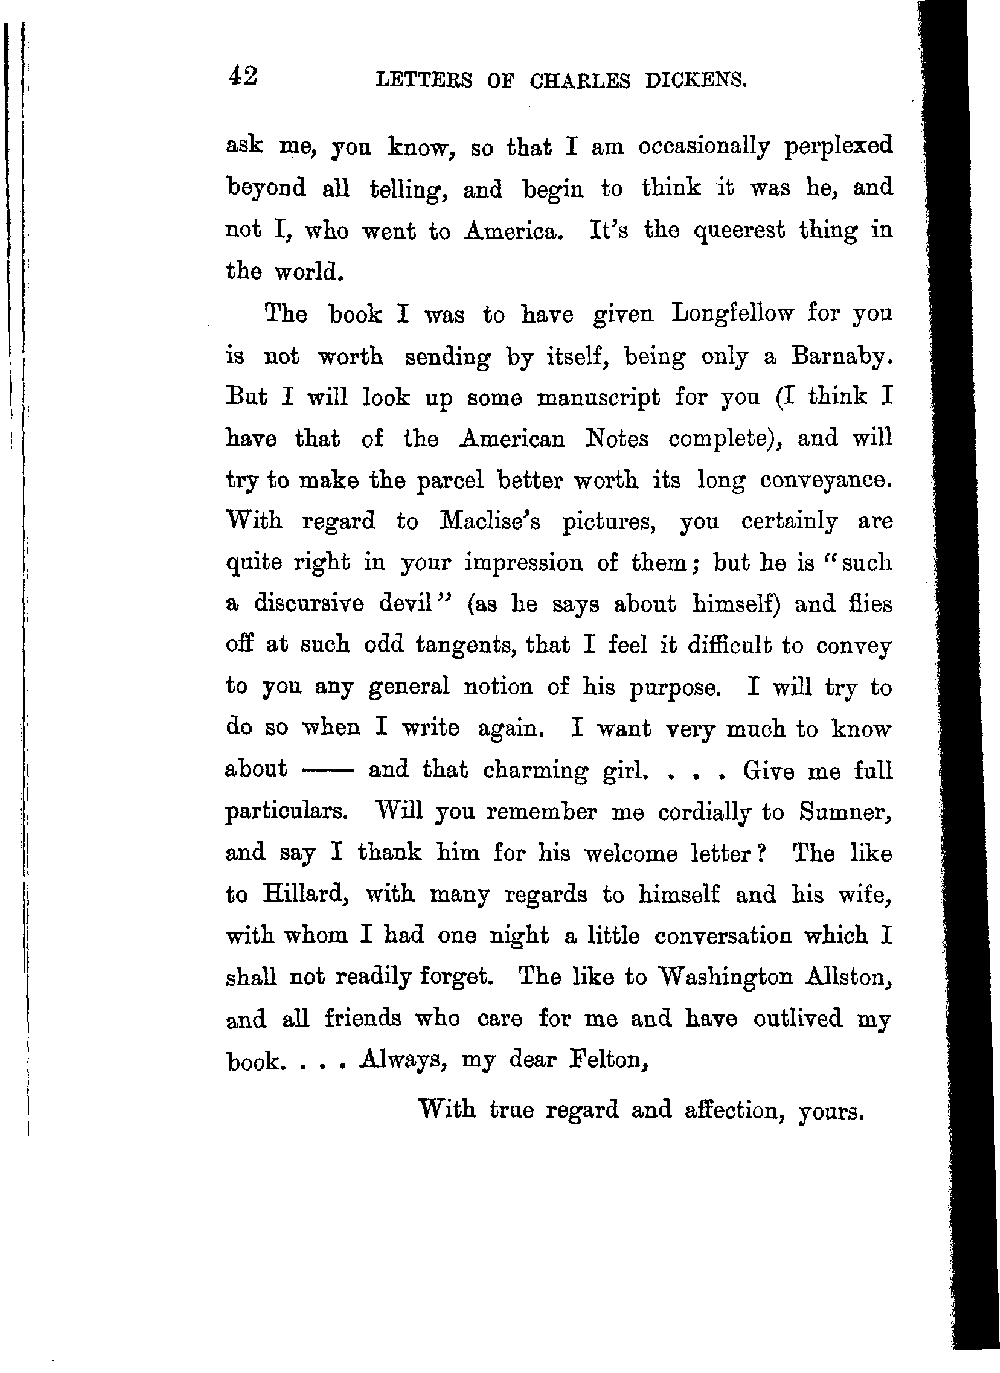 42 LETTERS OF CHARLES DICKENS.
ask me, you know, so that I am occasionally perplexed
beyond all telling, and begin to think it was he, and
not I, who went to America. It's the queerest thing in
the world.
The book I was to have given Longfellow for you
is not worth sending by itself, being only a Barnaby.
But I will look up some manuscript for you (I think I
have that of the American Notes complete), and will
try to make the parcel better worth its long conveyance.
With regard to Maclise's pictures, you certainly are
quite right in your impression of them; but he is "such
a discursive devil" (as he says about himself) and flies
off at such odd tangents, that I feel it difficult to convey
to you any general notion of his purpose. I will try to
do so when I write again. I want very much to know
about —— and that charming girl. . . . Give me full
particulars. Will you remember me cordially to Sumner,
and say I thank him for his welcome letter? The like
to Hillard, with many regards to himself and his wife,
with whom I had one night a little conversation which I
shall not readily forget. The like to Washington Allston,
and all friends who care for me and have outlived my
book. . . . Always, my dear Felton,
With true regard and affection, yours.